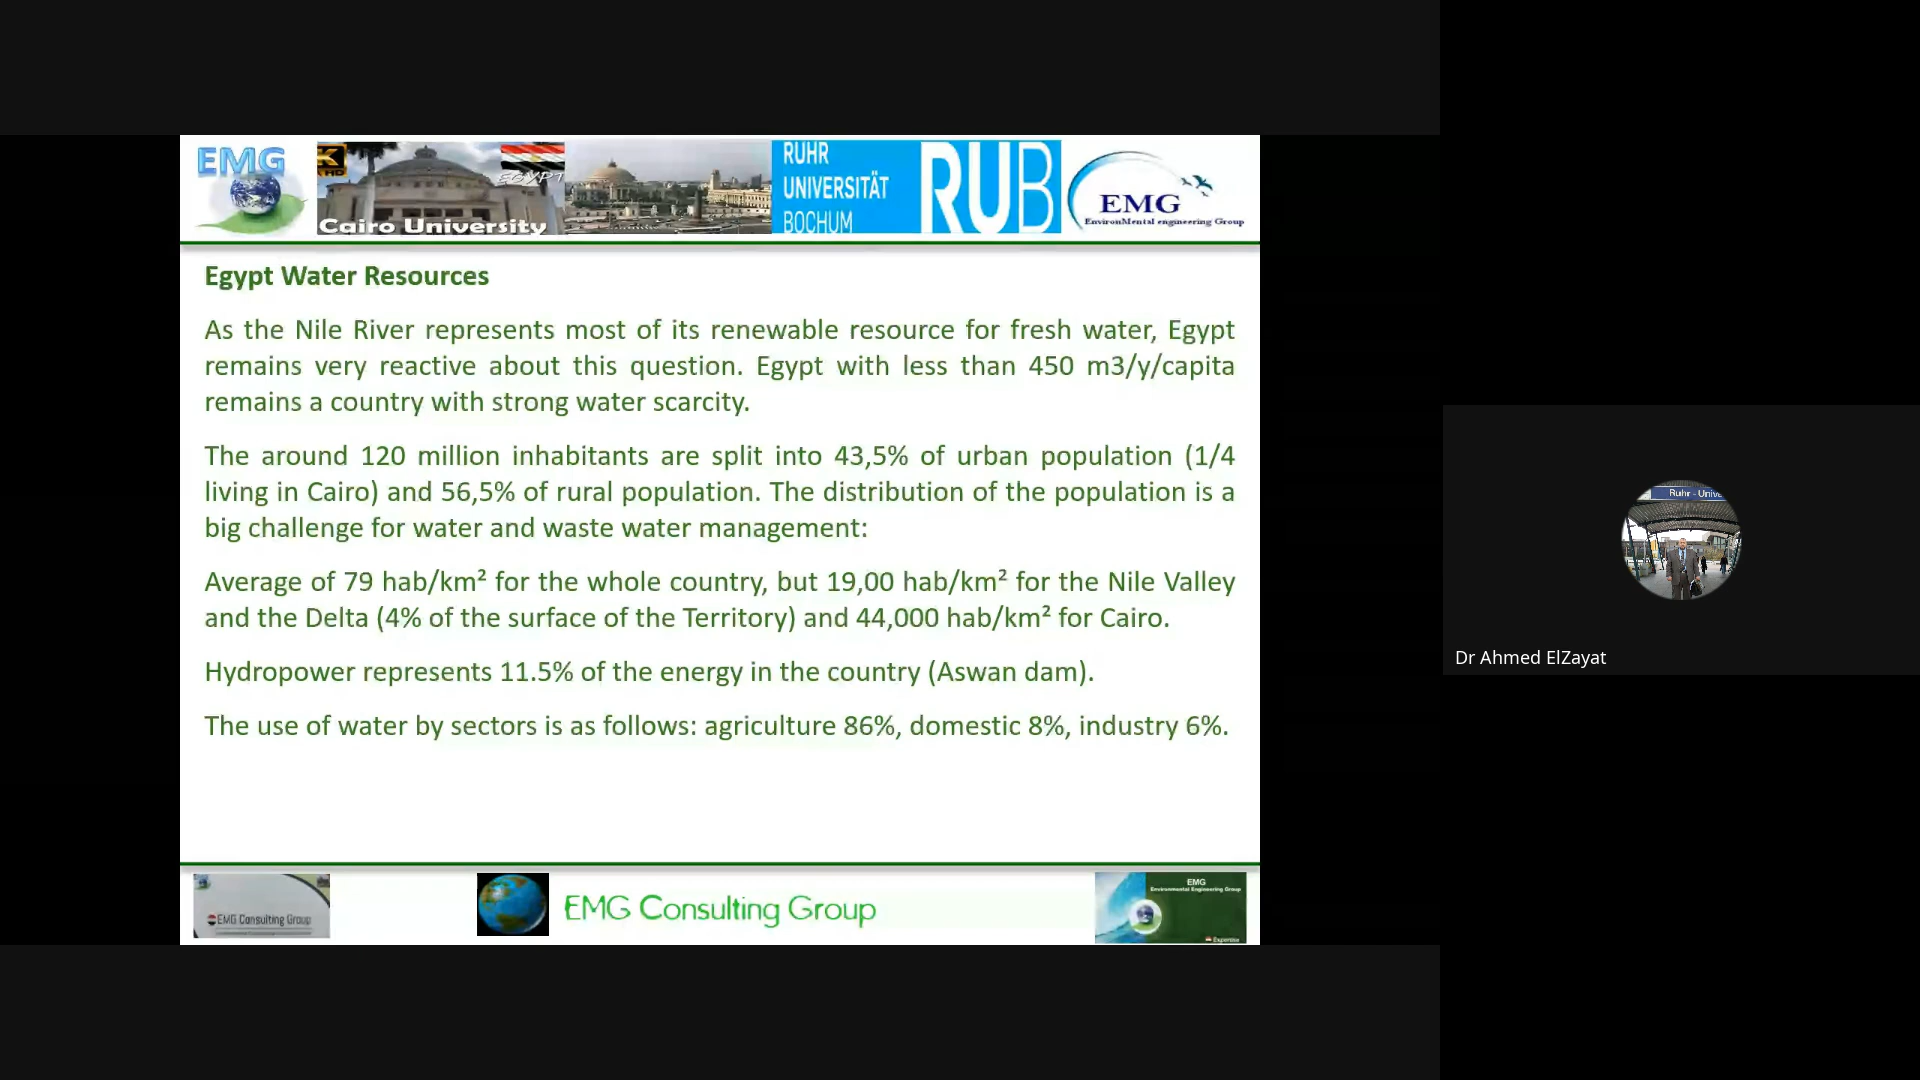 EMG
K
HD
EGYPT
Cairo University
RUHR
UNIVERSITÄT
BOCHUM
RUB
EMG
EnvironMental engineering Group
Egypt Water Resources
As the Nile River represents most of its renewable resource for fresh water, Egypt
remains very reactive about this question. Egypt with less than 450 m3/y/capita
remains a country with strong water scarcity.
The around 120 million inhabitants are split into 43,5% of urban population (1/4
living in Cairo) and 56,5% of rural population. The distribution of the population is a
big challenge for water and waste water management:
Average of 79 hab/km² for the whole country, but 19,00 hab/km² for the Nile Valley
and the Delta (4% of the surface of the Territory) and 44,000 hab/km² for Cairo.
Hydropower represents 11.5% of the energy in the country (Aswan dam).
The use of water by sectors is as follows: agriculture 86%, domestic 8%, industry 6%.
Ruhr - Unive
Dr Ahmed ElZayat
EMG Consulting Group
EMG Consulting Group
EMG
Environmental Engineering Group
Expertise